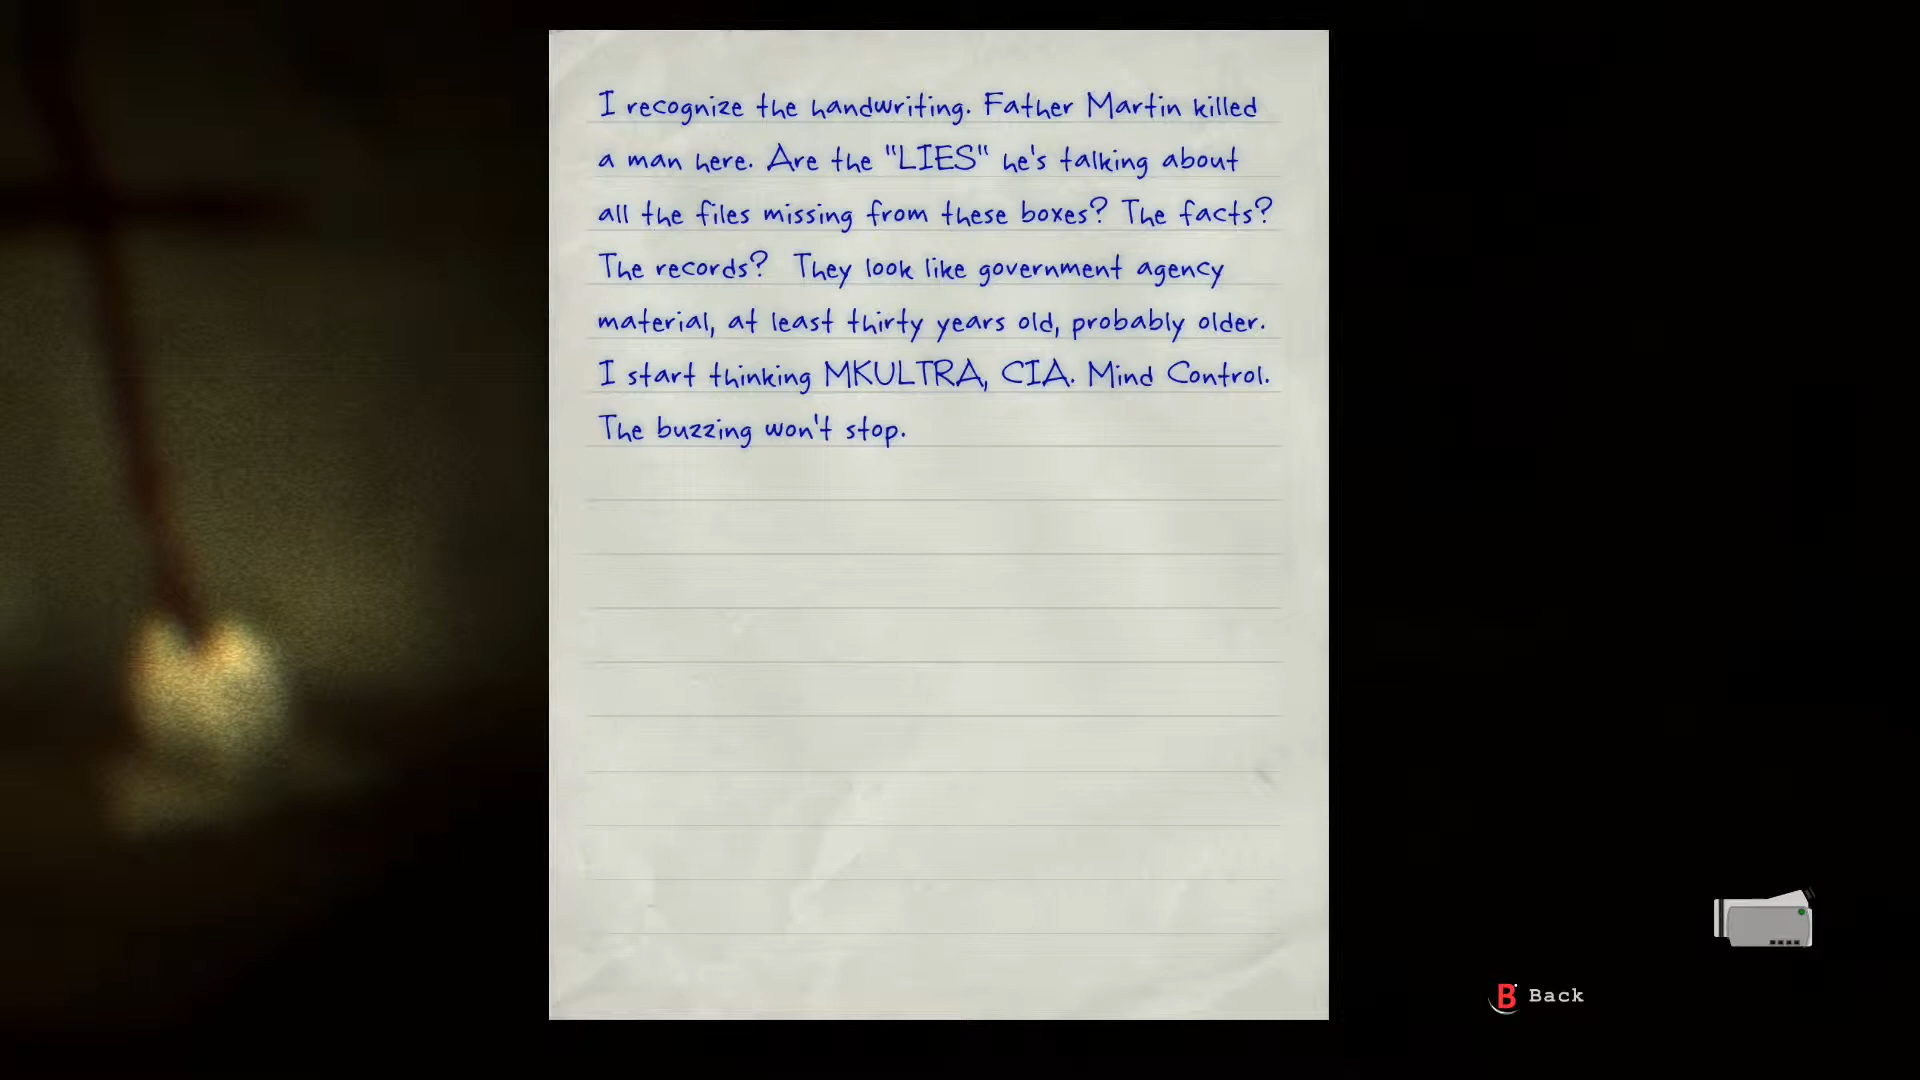 I recognize the handwriting. Father Martin killed
a man here. Are the "LIES" he's talking about
all the files missing from these boxes? The facts?
The records?  They look like government agency
material, at least thirty years old, probably older.
I start thinking MKULTRA, CIA. Mind Control.
The buzzing won't stop.
B Back